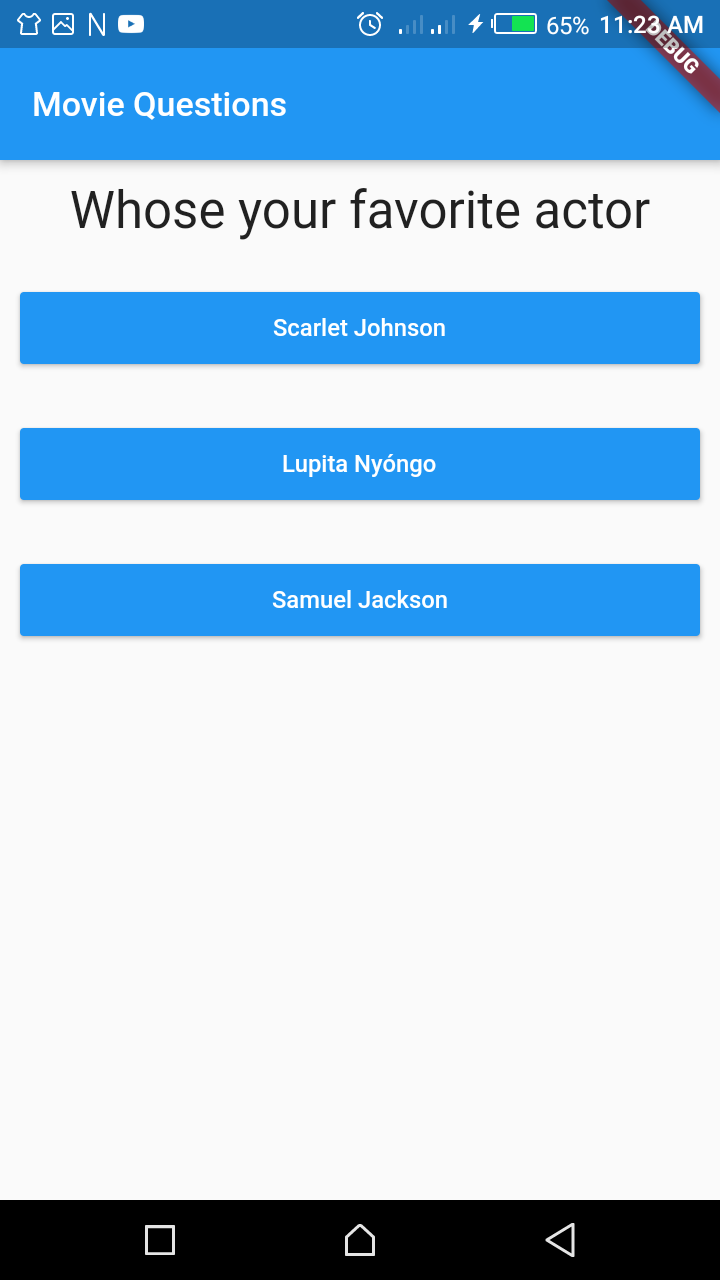 65% 11:23 AM
DEBUG
Movie Questions
Whose your favorite actor
Scarlet Johnson
Lupita Nyóngo
Samuel Jackson